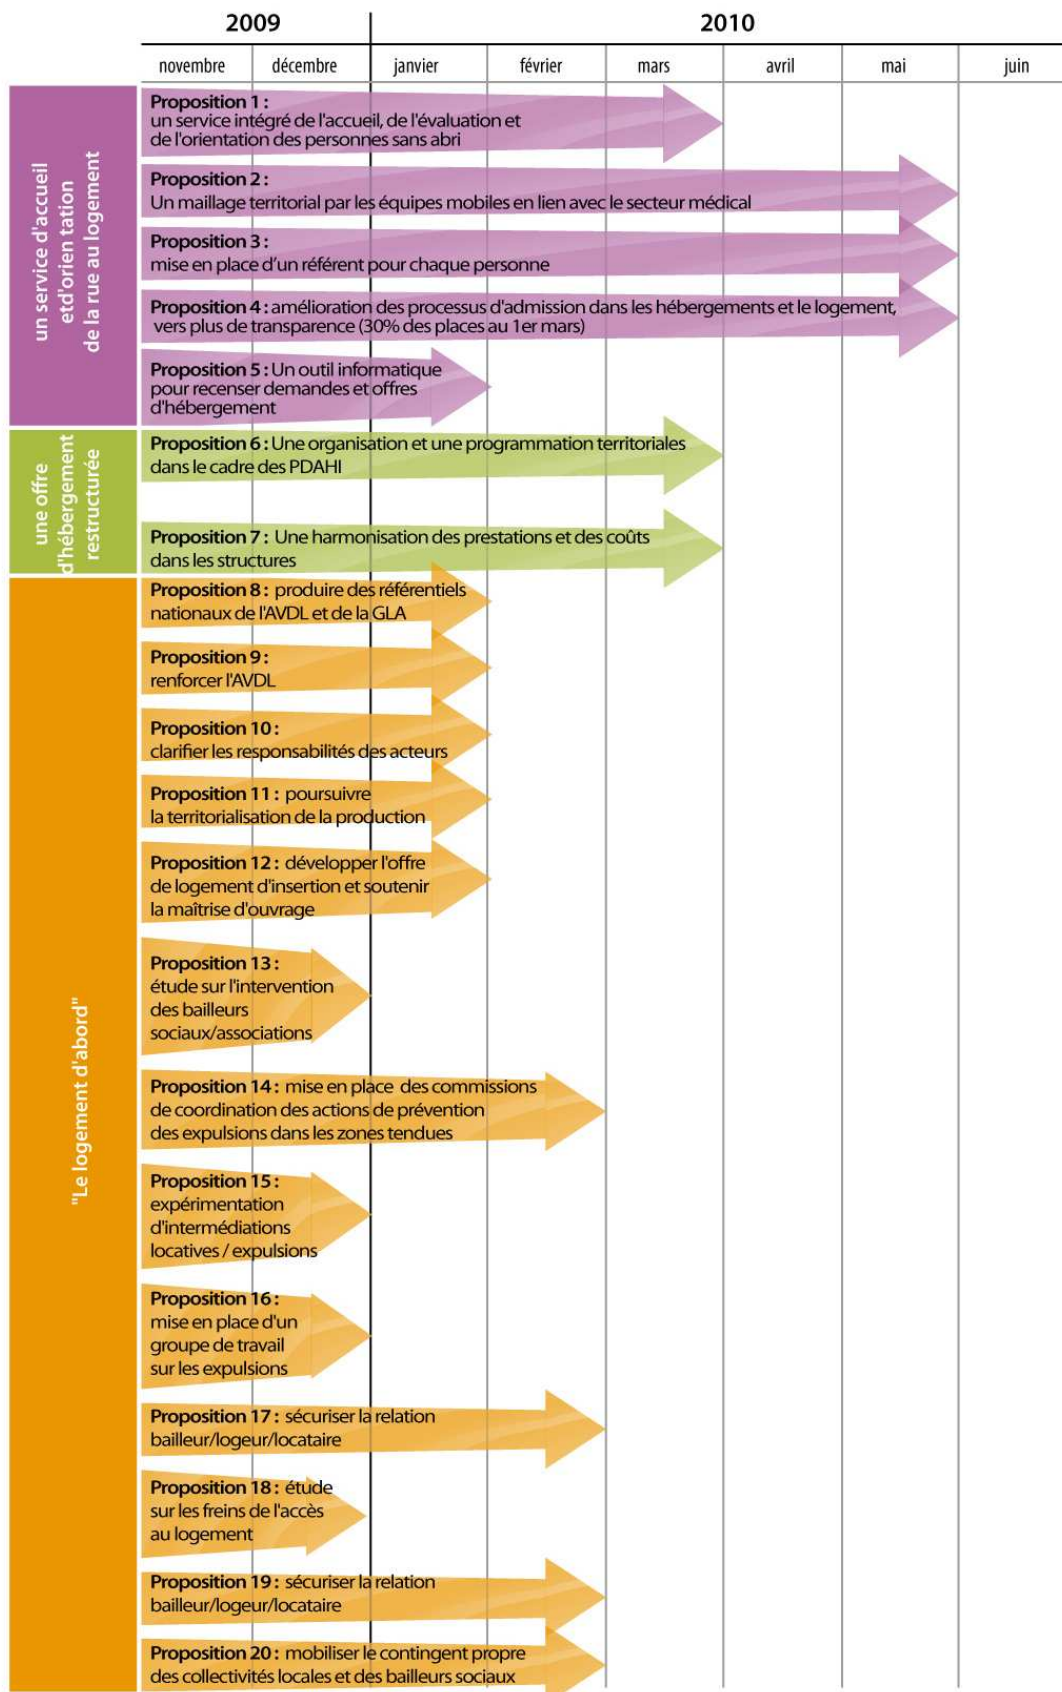 2009
2010
novembre
décembre
janvier
février
mars
avril
mai
juin
un service d'accueil
etd'orien tation
de la rue au logement
Proposition 1 :
un service intégré de l'accueil, de l'évaluation et
de l'orientation des personnes sans abri
Proposition 2 :
Un maillage territorial par les équipes mobiles en lien avec le secteur médical
Proposition 3 :
mise en place d'un référent pour chaque personne
Proposition 4 : amélioration des processus d'admission dans les hébergements et le logement,
vers plus de transparence (30% des places au 1er mars)
Proposition 5 : Un outil informatique
pour recenser demandes et offres
d'hébergement
une offre
d'hébergement
restructurée
Proposition 6 : Une organisation et une programmation territoriales
dans le cadre des PDAHI
Proposition 7 : Une harmonisation des prestations et des coûts
dans les structures
"Le logement d'abord"
Proposition 8 : produire des référentiels
nationaux de l'AVDL et de la GLA
Proposition 9 :
renforcer l'AVDL
Proposition 10 :
clarifier les responsabilités des acteurs
Proposition 11 : poursuivre
la territorialisation de la production
Proposition 12 : développer l'offre
de logement d'insertion et soutenir
la maîtrise d'ouvrage
Proposition 13 :
étude sur l'intervention
des bailleurs
sociaux/associations
Proposition 14 : mise en place des commissions
de coordination des actions de prévention
des expulsions dans les zones tendues
Proposition 15 :
expérimentation
d'intermédiations
locatives / expulsions
Proposition 16 :
mise en place d'un
groupe de travail
sur les expulsions
Proposition 17 : sécuriser la relation
bailleur/logeur/locataire
Proposition 18 : étude
sur les freins de l'accès
au logement
Proposition 19 : sécuriser la relation
bailleur/logeur/locataire
Proposition 20 : mobiliser le contingent propre
des collectivités locales et des bailleurs sociaux